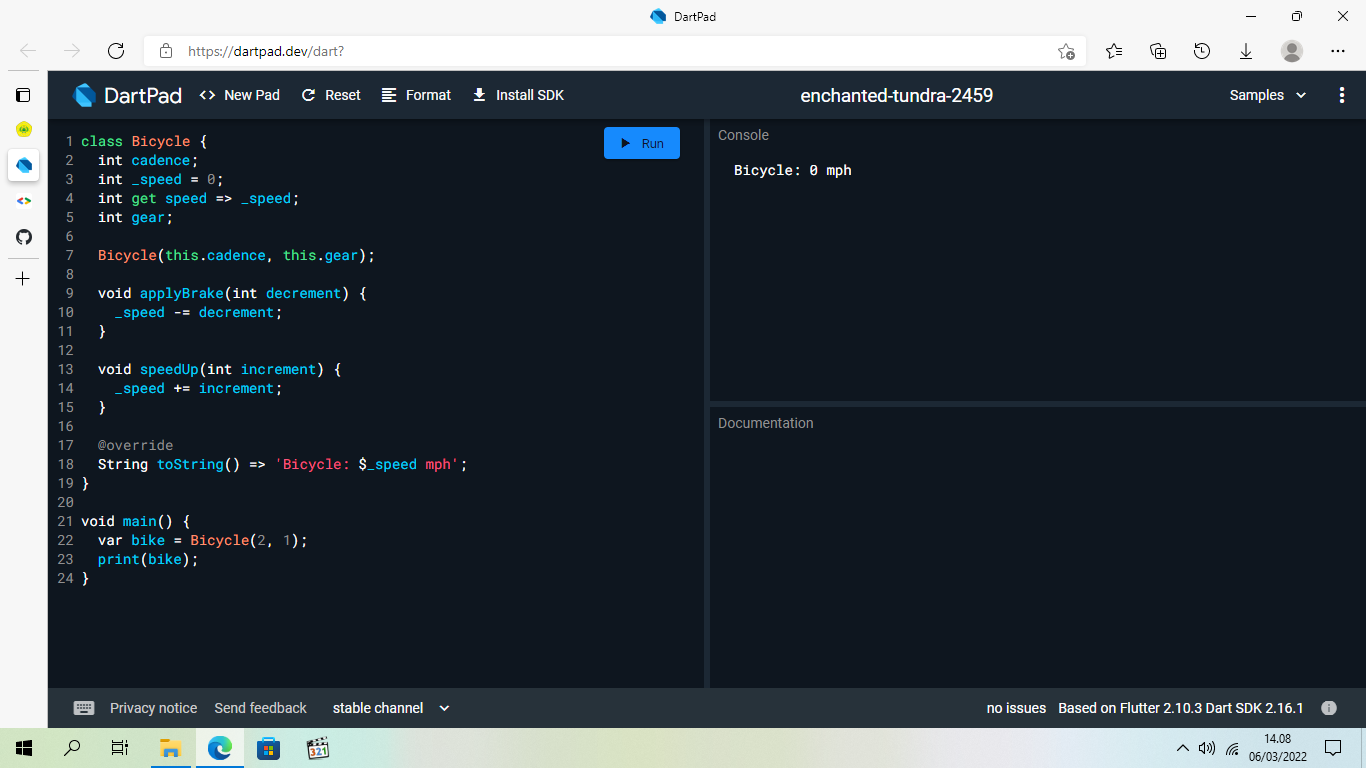 DartPad
https://dartpad.dev/dart?
DartPad
<> New Pad
Reset
Format
Install SDK
enchanted-tundra-2459
Samples
1 class Bicycle {
2   int cadence;
3   int _speed = 0;
4   int get speed => _speed;
5   int gear;
6
7   Bicycle(this.cadence, this.gear);
8
9   void applyBrake(int decrement) {
10     _speed -= decrement;
11   }
12
13   void speedUp(int increment) {
14     _speed += increment;
15   }
16
17   @override
18   String toString() => 'Bicycle: $_speed mph';
19 }
20
21 void main() {
22   var bike = Bicycle(2, 1);
23   print(bike);
24 }
Run
Console
Bicycle: 0 mph
Documentation
Privacy notice
Send feedback
stable channel
no issues
Based on Flutter 2.10.3 Dart SDK 2.16.1
321
14.08
06/03/2022